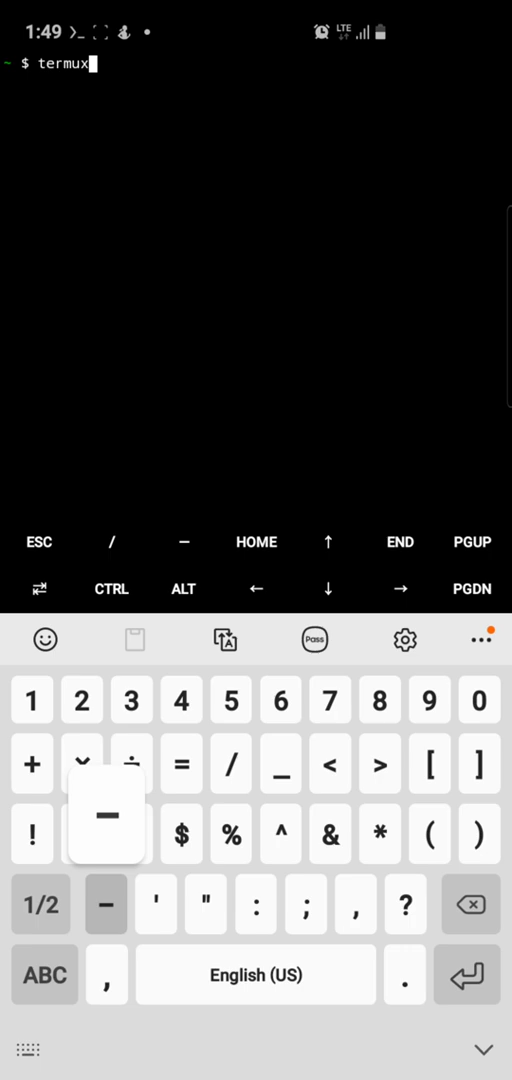 1:49 LTE
~ $ termux
ESC / — HOME ↑ END PGUP
⇄ CTRL ALT ← ↓ → PGDN
Pass
1 2 3 4 5 6 7 8 9 0
+ = / _ < > [ ]
-
! $ % ^ & * ( )
1/2 - ' " : ; , ?
ABC , English (US) .